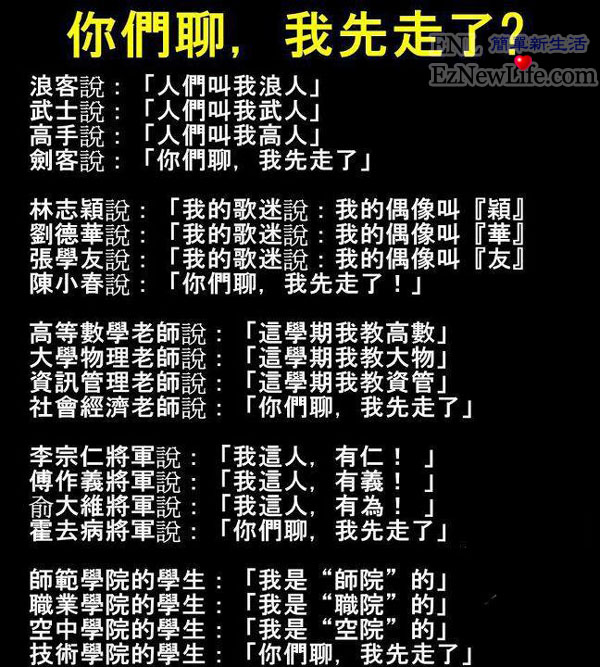 你們聊，我先走了?
ENL 簡單新生活
EzNewLife.com
浪客說：「人們叫我浪人」
武士說：「人們叫我武人」
高手說：「人們叫我高人」
劍客說：「你們聊，我先走了」
林志穎說：「我的歌迷說：我的偶像叫『穎』
劉德華說：「我的歌迷說：我的偶像叫『華』
張學友說：「我的歌迷說：我的偶像叫『友』
陳小春說：「你們聊，我先走了！」
高等數學老師說：「這學期我教高數」
大學物理老師說：「這學期我教大物」
資訊管理老師說：「這學期我教資管」
社會經濟老師說：「你們聊，我先走了」
李宗仁將軍說：「我這人，有仁！ 」
傅作義將軍說：「我這人，有義！ 」
俞大維將軍說：「我這人，有為！ 」
霍去病將軍說：「你們聊，我先走了」
師範學院的學生：「我是“師院”的」
職業學院的學生：「我是“職院”的」
空中學院的學生：「我是“空院”的」
技術學院的學生：「你們聊，我先走了」